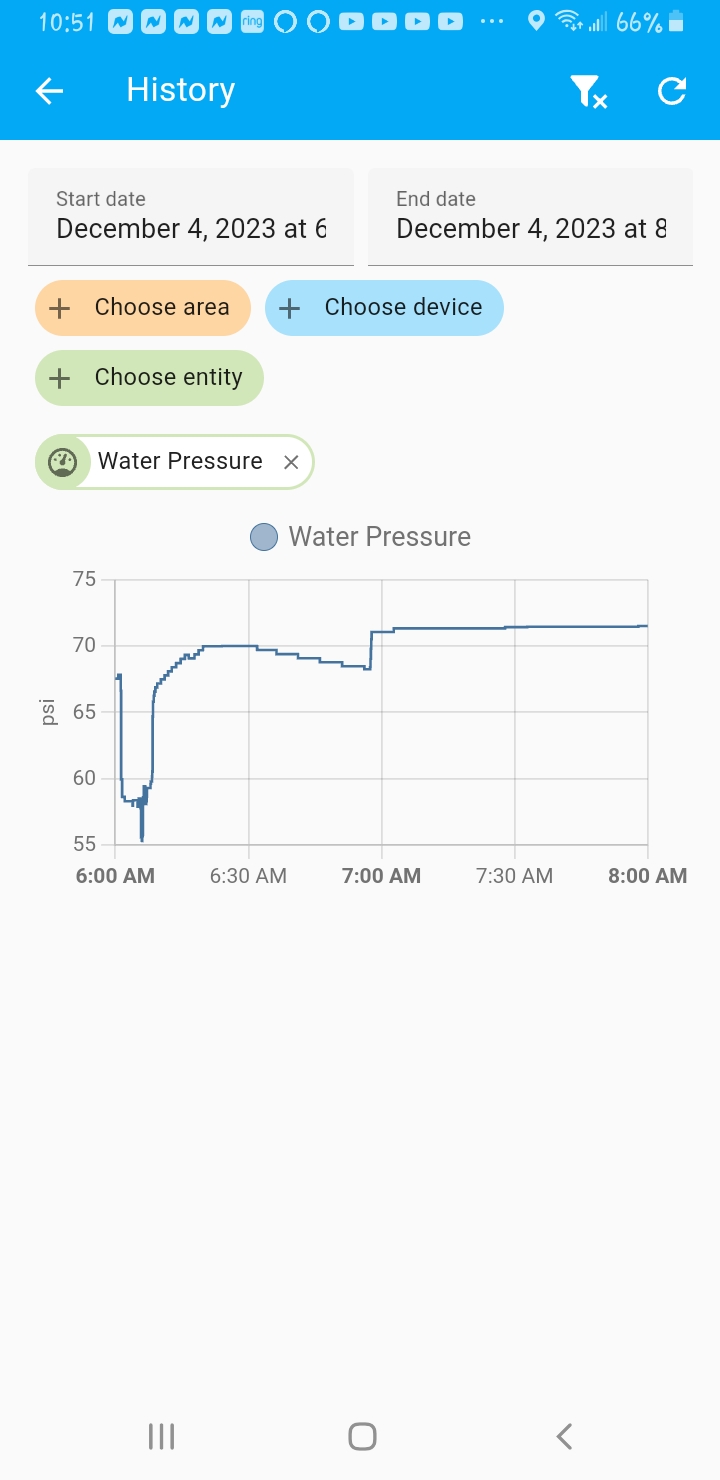 10:51 ring 66%
History
Start date End date
December 4, 2023 at 6 December 4, 2023 at 8
Choose area Choose device
Choose entity
Water Pressure
Water Pressure
75
70
65
psi
60
55
6:00 AM 6:30 AM 7:00 AM 7:30 AM 8:00 AM